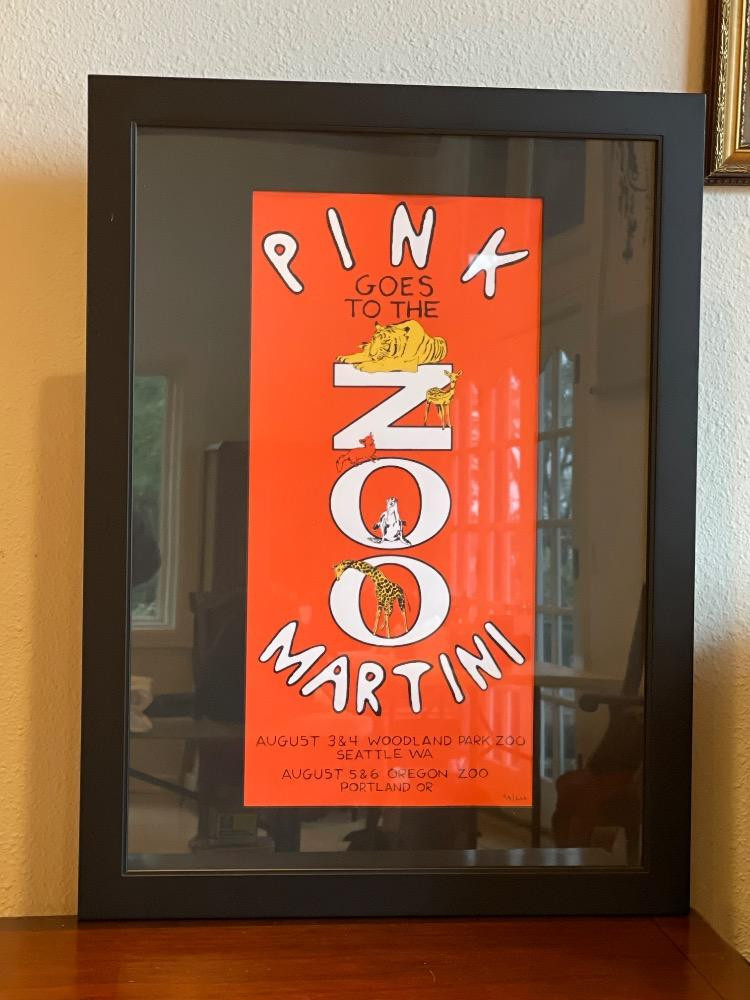 PINK
GOES
TO THE
ZOO
MARTINI
AUGUST 3&4 WOODLAND PARK ZOO
SEATTLE WA
AUGUST 5&6 OREGON ZOO
PORTLAND OR